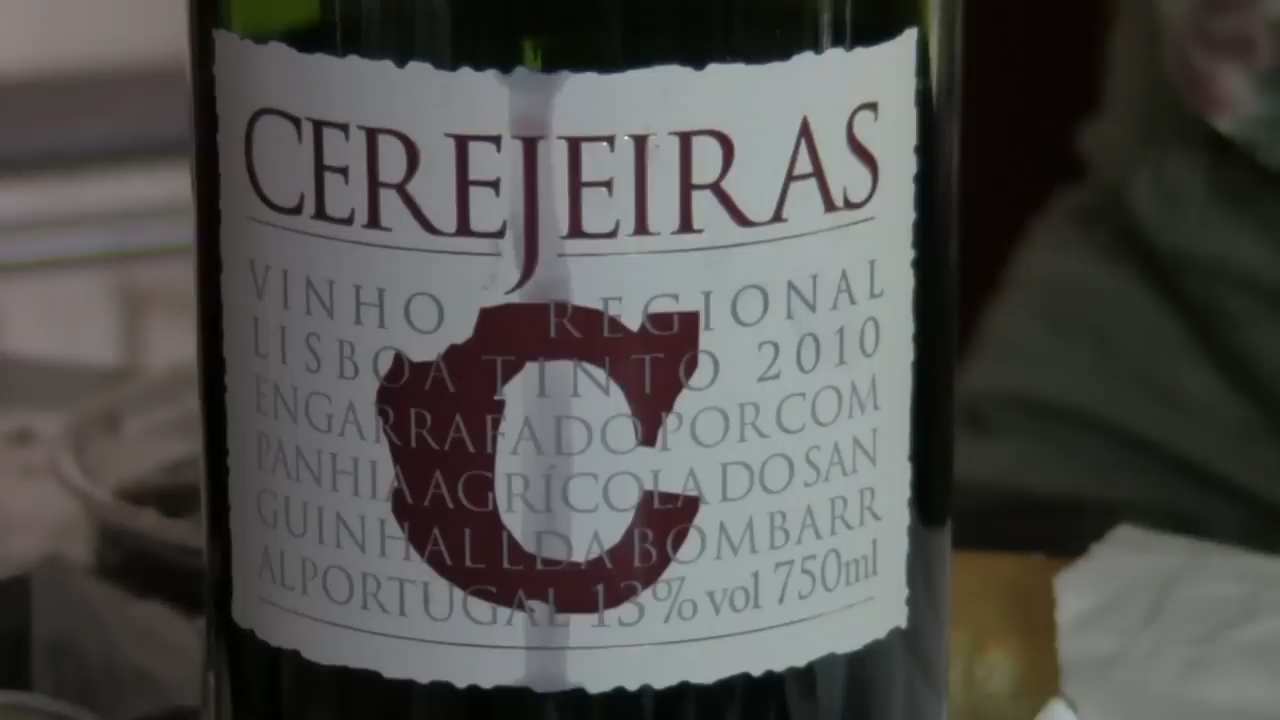 CEREJEIRAS
VINHO REGIONAL
LISBOA TINTO 2010
ENGARRAFADO POR COM
PANHIA AGRÍCOLA DO SAN
GUINHAL LDA BOMBARR
AL PORTUGAL 13% vol 750ml
C